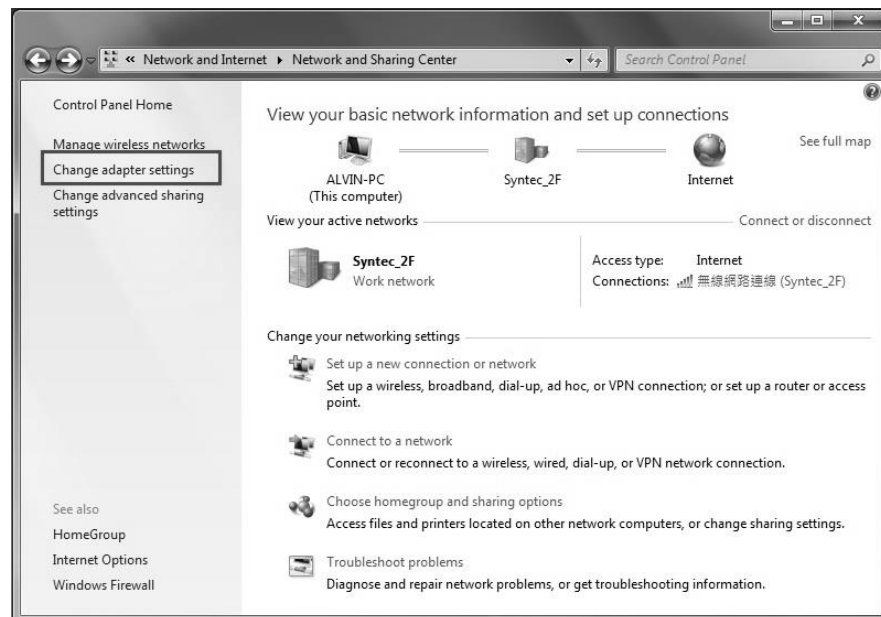 « Network and Internet ▸ Network and Sharing Center
Search Control Panel
Control Panel Home
Manage wireless networks
Change adapter settings
Change advanced sharing
settings
See also
HomeGroup
Internet Options
Windows Firewall
View your basic network information and set up connections
See full map
ALVIN-PC
(This computer)
Syntec_2F
Internet
View your active networks
Connect or disconnect
Syntec_2F
Work network
Access type: Internet
Connections: 無線網路連線 (Syntec_2F)
Change your networking settings
Set up a new connection or network
Set up a wireless, broadband, dial-up, ad hoc, or VPN connection; or set up a router or access
point.
Connect to a network
Connect or reconnect to a wireless, wired, dial-up, or VPN network connection.
Choose homegroup and sharing options
Access files and printers located on other network computers, or change sharing settings.
Troubleshoot problems
Diagnose and repair network problems, or get troubleshooting information.